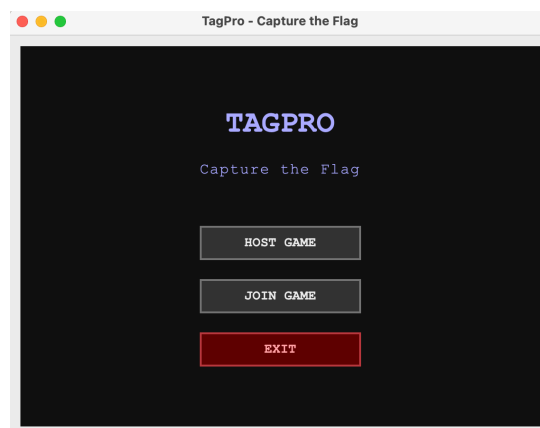 TagPro - Capture the Flag
TAGPRO
Capture the Flag
HOST GAME
JOIN GAME
EXIT